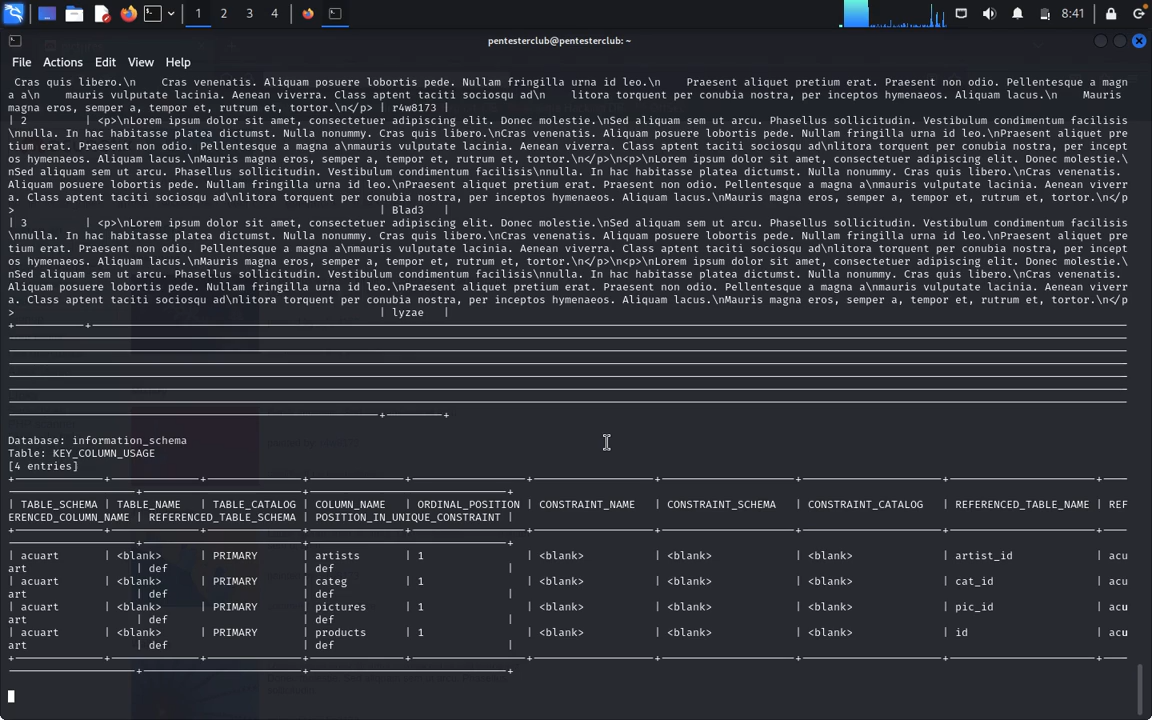 1 2 3 4 8:41
pentesterclub@pentesterclub: ~
File Actions Edit View Help
Cras quis libero.\n    Cras venenatis. Aliquam posuere lobortis pede. Nullam fringilla urna id leo.\n    Praesent aliquet pretium erat. Praesent non odio. Pellentesque a magn
a a\n    mauris vulputate lacinia. Aenean viverra. Class aptent taciti sociosqu ad\n    litora torquent per conubia nostra, per inceptos hymenaeos. Aliquam lacus.\n    Mauris
magna eros, semper a, tempor et, rutrum et, tortor.\n</p> | r4w8173 |
| 2       | <p>\nLorem ipsum dolor sit amet, consectetuer adipiscing elit. Donec molestie.\nSed aliquam sem ut arcu. Phasellus sollicitudin. Vestibulum condimentum facilisis
\nnulla. In hac habitasse platea dictumst. Nulla nonummy. Cras quis libero.\nCras venenatis. Aliquam posuere lobortis pede. Nullam fringilla urna id leo.\nPraesent aliquet pre
tium erat. Praesent non odio. Pellentesque a magna a\nmauris vulputate lacinia. Aenean viverra. Class aptent taciti sociosqu ad\nlitora torquent per conubia nostra, per incept
os hymenaeos. Aliquam lacus.\nMauris magna eros, semper a, tempor et, rutrum et, tortor.\n</p><p>\nLorem ipsum dolor sit amet, consectetuer adipiscing elit. Donec molestie.\
nSed aliquam sem ut arcu. Phasellus sollicitudin. Vestibulum condimentum facilisis\nnulla. In hac habitasse platea dictumst. Nulla nonummy. Cras quis libero.\nCras venenatis.
Aliquam posuere lobortis pede. Nullam fringilla urna id leo.\nPraesent aliquet pretium erat. Praesent non odio. Pellentesque a magna a\nmauris vulputate lacinia. Aenean viverr
a. Class aptent taciti sociosqu ad\nlitora torquent per conubia nostra, per inceptos hymenaeos. Aliquam lacus.\nMauris magna eros, semper a, tempor et, rutrum et, tortor.\n</p
> | Blad3 |
| 3       | <p>\nLorem ipsum dolor sit amet, consectetuer adipiscing elit. Donec molestie.\nSed aliquam sem ut arcu. Phasellus sollicitudin. Vestibulum condimentum facilisis
\nnulla. In hac habitasse platea dictumst. Nulla nonummy. Cras quis libero.\nCras venenatis. Aliquam posuere lobortis pede. Nullam fringilla urna id leo.\nPraesent aliquet pre
tium erat. Praesent non odio. Pellentesque a magna a\nmauris vulputate lacinia. Aenean viverra. Class aptent taciti sociosqu ad\nlitora torquent per conubia nostra, per incept
os hymenaeos. Aliquam lacus.\nMauris magna eros, semper a, tempor et, rutrum et, tortor.\n</p><p>\nLorem ipsum dolor sit amet, consectetuer adipiscing elit. Donec molestie.\
nSed aliquam sem ut arcu. Phasellus sollicitudin. Vestibulum condimentum facilisis\nnulla. In hac habitasse platea dictumst. Nulla nonummy. Cras quis libero.\nCras venenatis.
Aliquam posuere lobortis pede. Nullam fringilla urna id leo.\nPraesent aliquet pretium erat. Praesent non odio. Pellentesque a magna a\nmauris vulputate lacinia. Aenean viverr
a. Class aptent taciti sociosqu ad\nlitora torquent per conubia nostra, per inceptos hymenaeos. Aliquam lacus.\nMauris magna eros, semper a, tempor et, rutrum et, tortor.\n</p
> | lyzae |
Database: information_schema
Table: KEY_COLUMN_USAGE
[4 entries]
| TABLE_SCHEMA | TABLE_NAME | TABLE_CATALOG | COLUMN_NAME | ORDINAL_POSITION | CONSTRAINT_NAME | CONSTRAINT_SCHEMA | CONSTRAINT_CATALOG | REFERENCED_TABLE_NAME | REF
ERENCED_COLUMN_NAME | REFERENCED_TABLE_SCHEMA | POSITION_IN_UNIQUE_CONSTRAINT |
| acuart | <blank> | PRIMARY | artists | 1 | <blank> | <blank> | <blank> | artist_id | acu
art | def | def |
| acuart | <blank> | PRIMARY | categ | 1 | <blank> | <blank> | <blank> | cat_id | acu
art | def | def |
| acuart | <blank> | PRIMARY | pictures | 1 | <blank> | <blank> | <blank> | pic_id | acu
art | def | def |
| acuart | <blank> | PRIMARY | products | 1 | <blank> | <blank> | <blank> | id | acu
art | def | def |